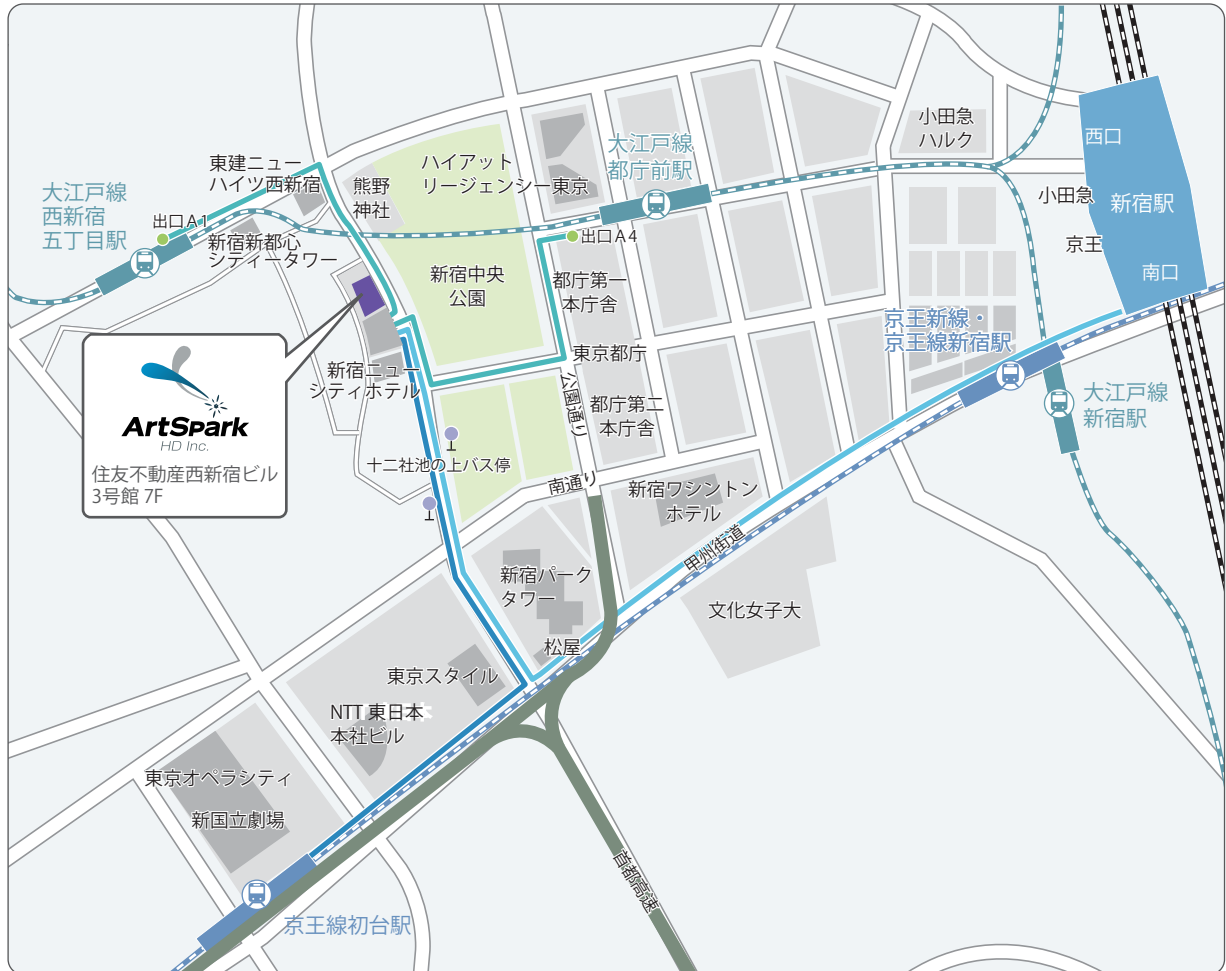 小田急
ハルク
西口
大江戸線
都庁前駅
東建ニュー
ハイツ西新宿
ハイアット
リージェンシー東京
熊野
神社
大江戸線
西新宿
五丁目駅
小田急
新宿駅
出口A1
出口A4
新宿新都心
シティータワー
京王
南口
新宿中央
公園
都庁第一
本庁舎
京王新線・
京王線新宿駅
東京都庁
新宿ニュー
シティホテル
公園通り
都庁第二
本庁舎
大江戸線
新宿駅
ArtSpark
HD Inc.
住友不動産西新宿ビル
3号館 7F
十二社池の上バス停
南通り
新宿ワシントン
ホテル
甲州街道
新宿パーク
タワー
文化女子大
松屋
東京スタイル
NTT 東日本
本社ビル
東京オペラシティ
新国立劇場
首都高速
京王線初台駅